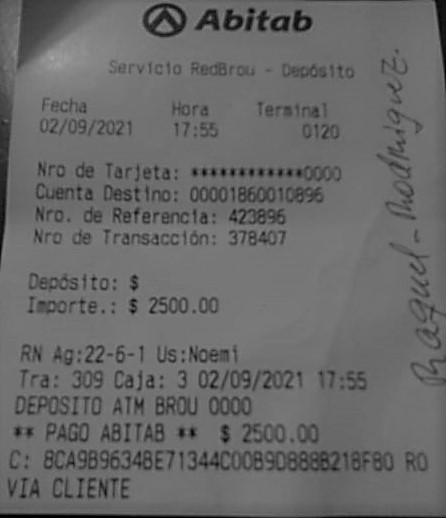 Abitab
Servicio RedBrou - Depósito
Fecha Hora Terminal
02/09/2021 17:55 0120
Nro de Tarjeta: ************0000
Cuenta Destino: 00001860010896
Nro. de Referencia: 423896
Nro de Transacción: 378407
Depósito: $
Importe.: $ 2500.00
RN Ag:22-6-1 Us:Noemi
Tra: 309 Caja: 3 02/09/2021 17:55
DEPOSITO ATM BROU 0000
** PAGO ABITAB ** $ 2500.00
C: 8CA9B9634BE71344C00B9D888B218F80 RO
VIA CLIENTE
Raquel - Rodriguez.